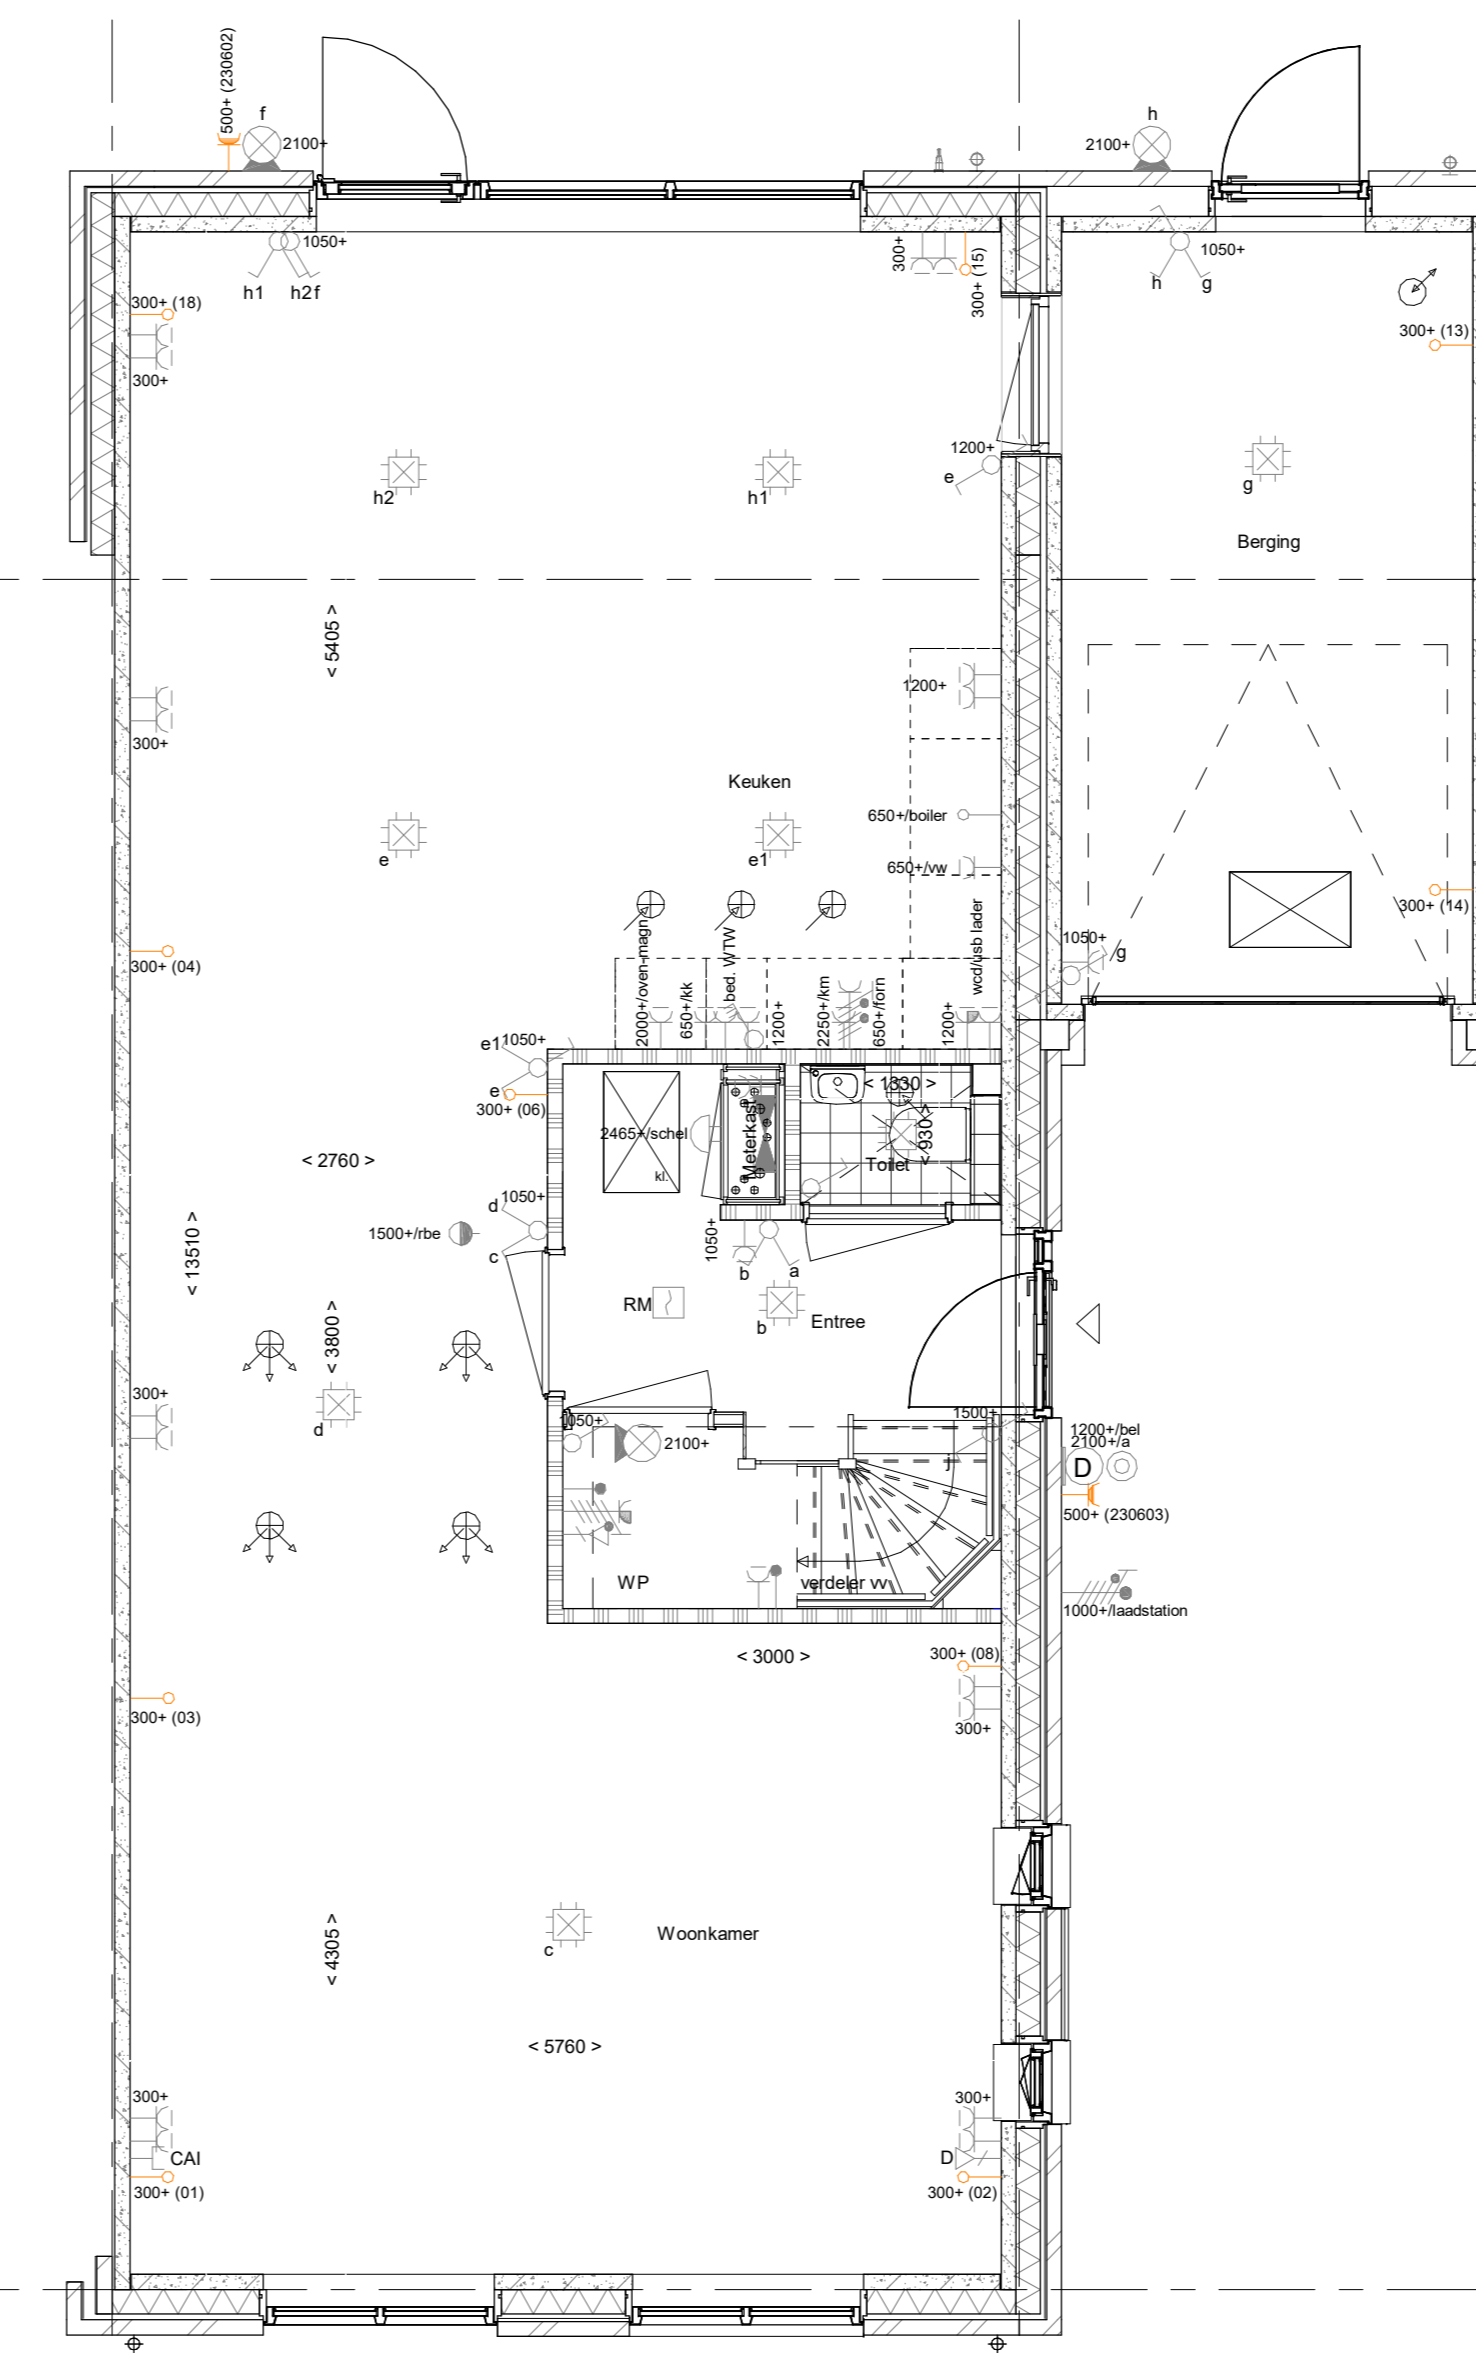 500+ (230602)
f
2100+
h
2100+
1050+
h1
h2f
300+
300+ (15)
1050+
h
g
300+ (18)
300+
300+ (13)
1200+
e
h2
h1
g
Berging
< 5405 >
1200+
300+
Keuken
650+/boiler
e
e1
650+/vw
300+ (14)
300+ (04)
2000+/oven-magn
650+/kk
bed. WTW
1200+
2250+/km
650+/forn
wcd/usb lader
1200+
1050+
g
e1
1050+
e
300+ (06)
< 1330 >
< 930 >
2465+/schel
Meterkast
kl.
Toilet
< 2760 >
d
1050+
1500+/rbe
c
1050+
b
a
< 13510 >
RM
b
Entree
< 3800 >
300+
d
1050+
2100+
1500+
j
1200+/bel
2100+/a
D
500+ (230603)
WP
verdeler vv
1000+/laadstation
< 3000 >
300+ (08)
300+
300+ (03)
c
Woonkamer
< 4305 >
< 5760 >
300+
CAI
300+ (01)
300+
D
300+ (02)